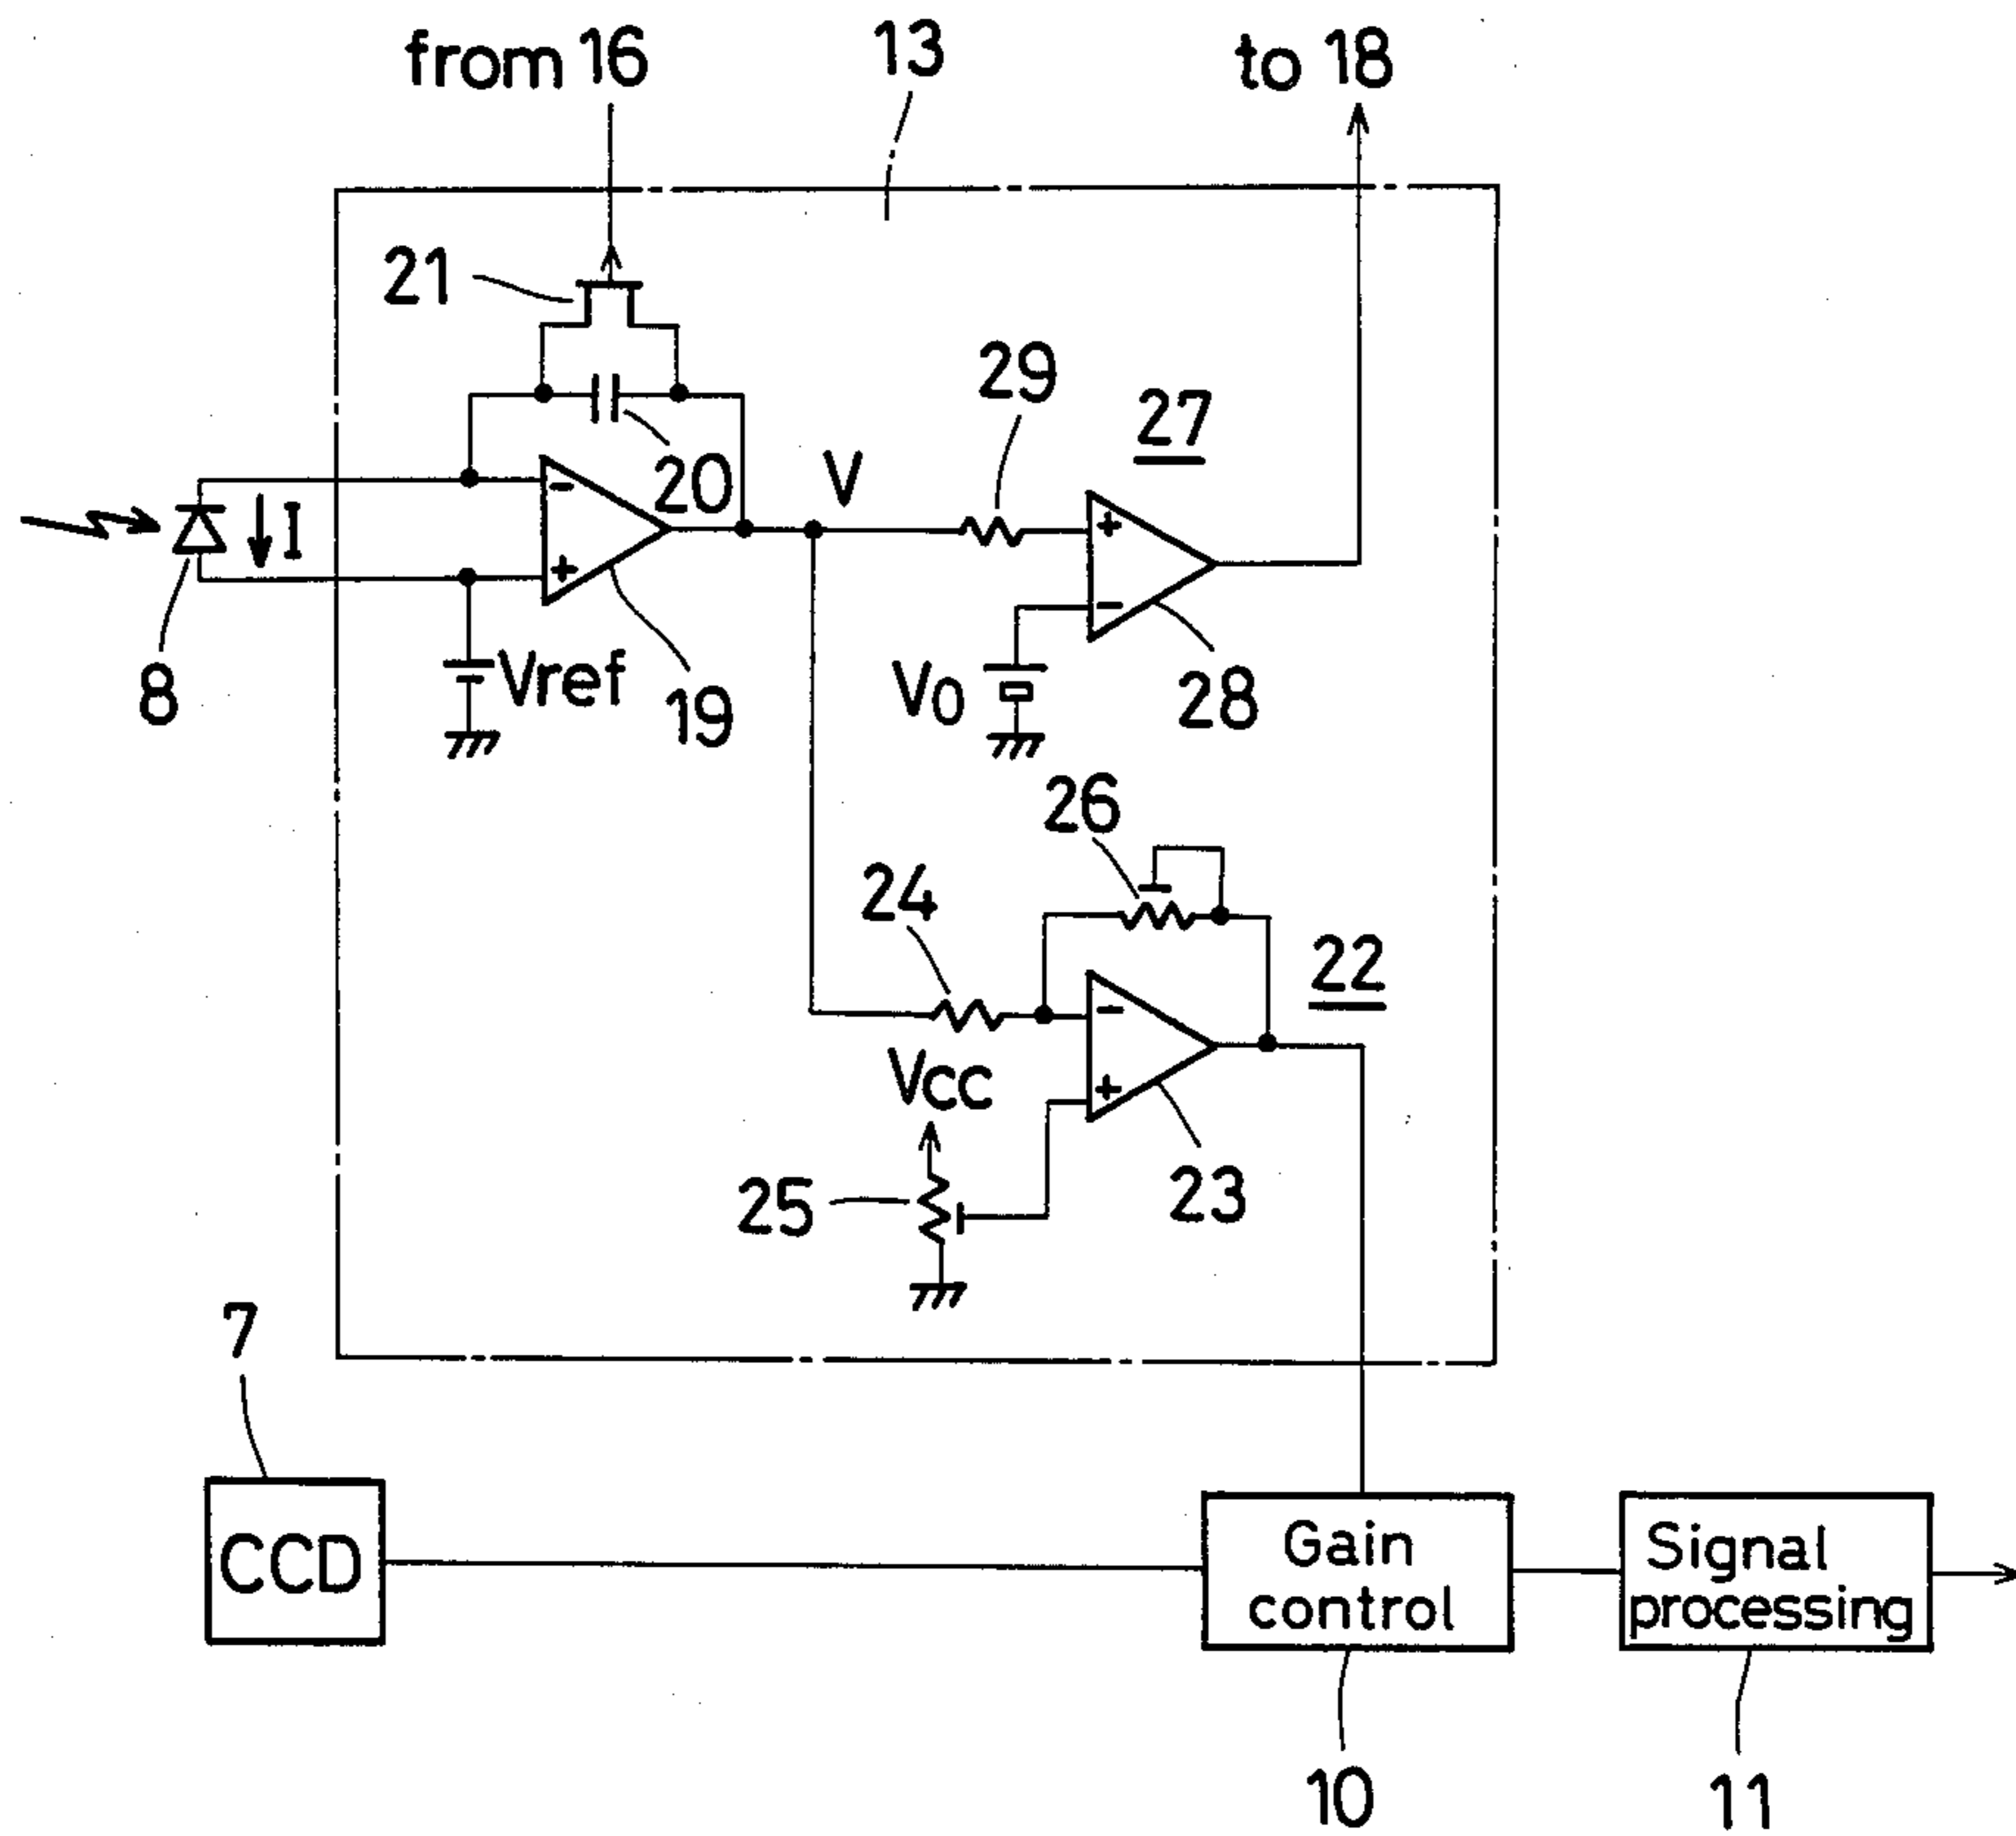 from 16
13
to 18
21
29
27
20
V
-
+
I
+
-
8
Vref
19
Vo
28
26
24
22
-
+
Vcc
25
23
7
CCD
Gain
control
Signal
processing
10
11